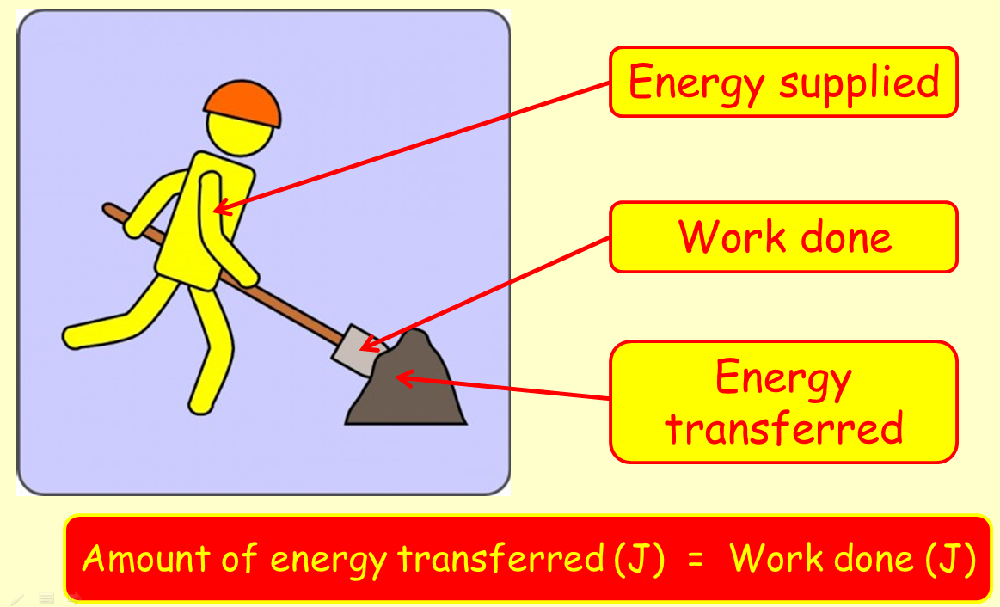 Energy supplied
Work done
Energy
transferred
Amount of energy transferred (J) = Work done (J)